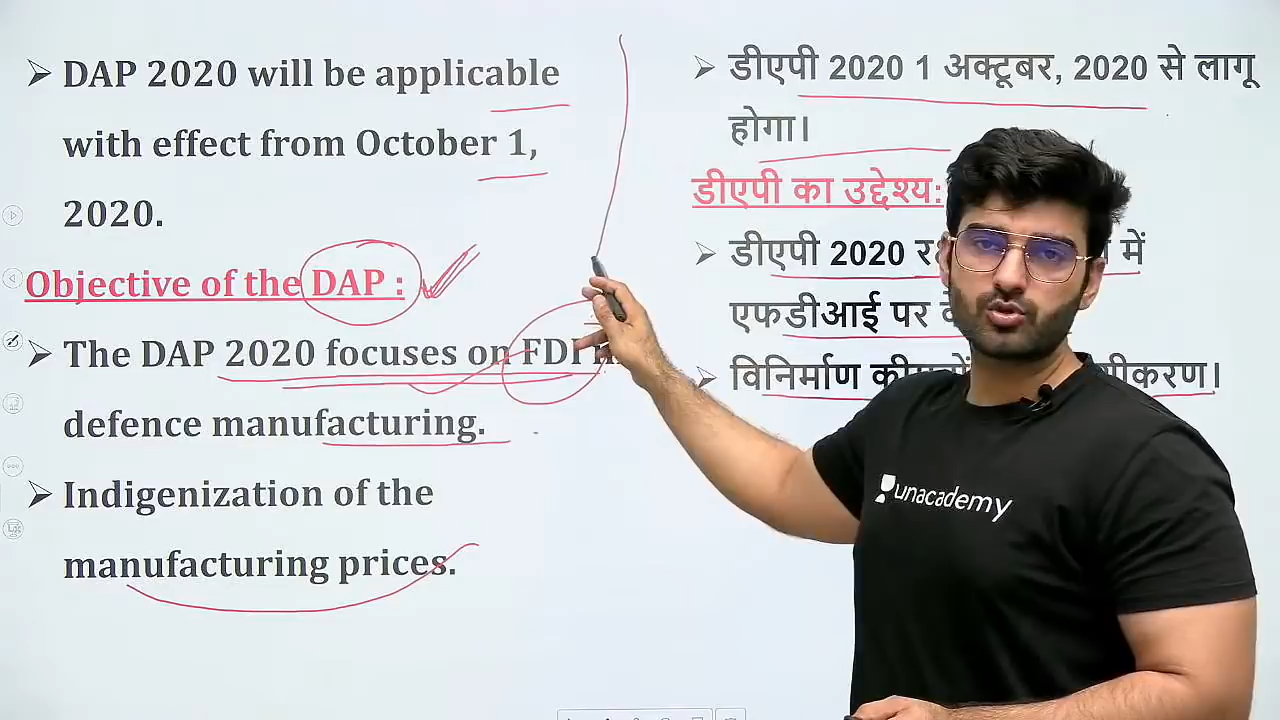 DAP 2020 will be applicable
with effect from October 1,
2020.
Objective of the DAP :
The DAP 2020 focuses on FDI
defence manufacturing.
Indigenization of the
manufacturing prices.
डीएपी 2020 1 अक्टूबर, 2020 से लागू
होगा।
डीएपी का उद्देश्य:
डीएपी 2020 में
एफडीआई पर
विनिर्माण
unacademy